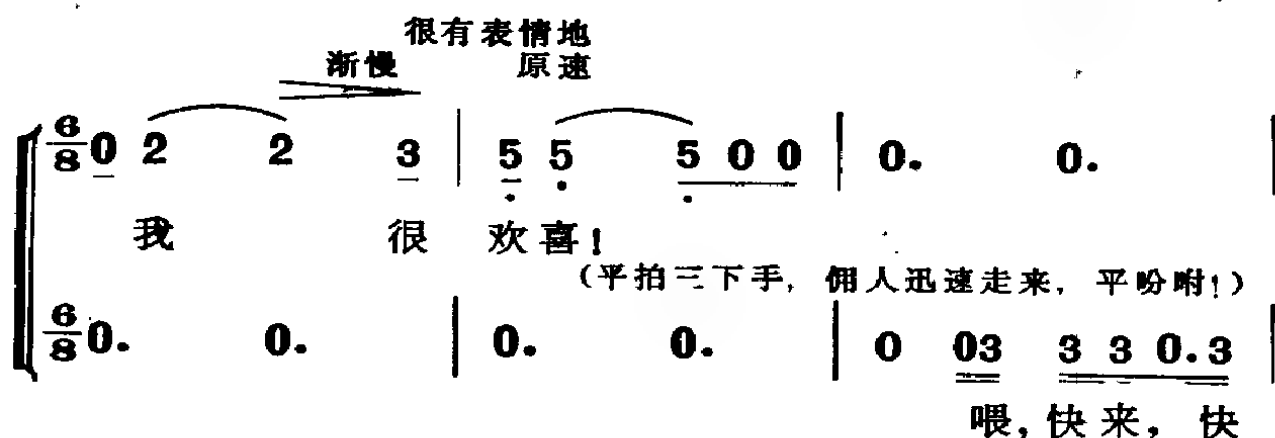 很有表情地
渐慢 原速
6/8 0 2 2 3 | 5 5 5 0 0 | 0. 0. |
我 很 欢喜!
(平拍三下手, 佣人迅速走来, 平吩咐!)
6/8 0. 0. | 0. 0. | 0 03 3 3 0.3 |
喂, 快来, 快